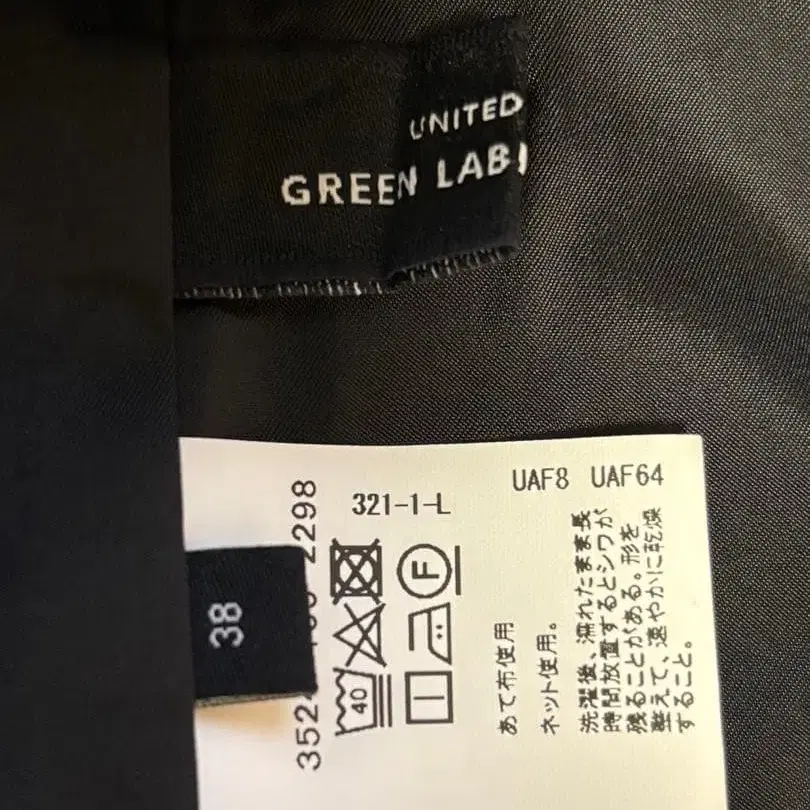 UNITED
GREEN LAB
UAF8 UAF64
321-1-L
2298
38
40
F
あて布使用
ネット使用。
洗濯後、濡れたまま長
時間放置するとシワが
残ることがある。形を
整えて、速やかに乾燥
すること。